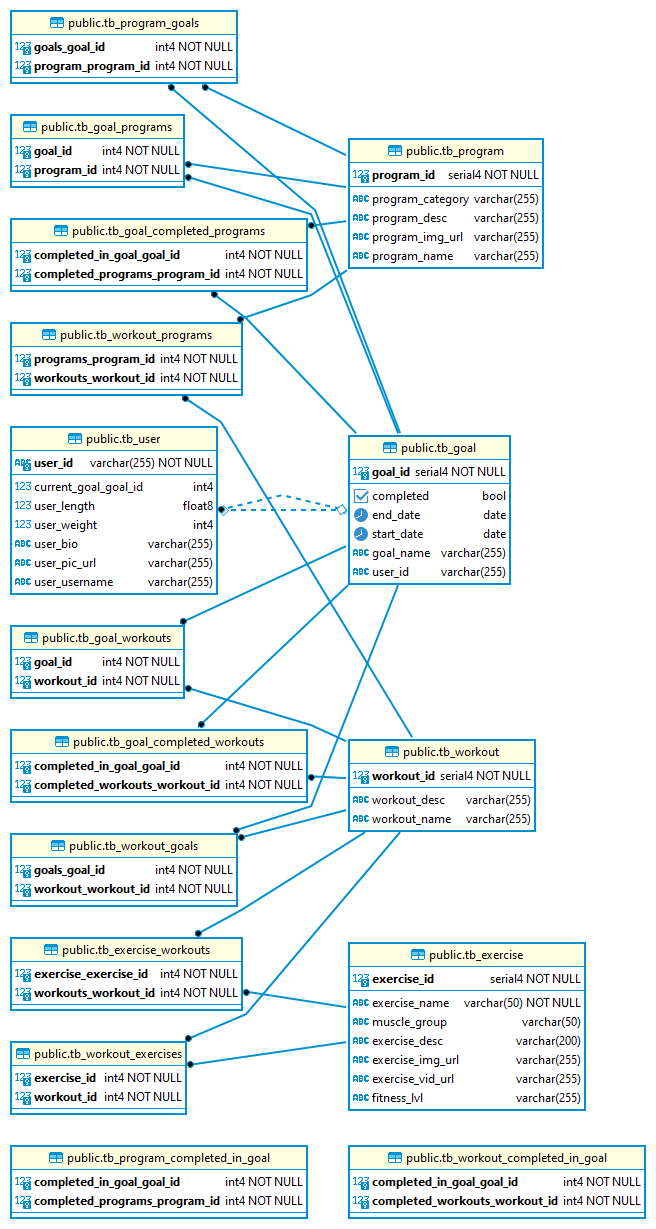 public.tb_program_goals
123 goals_goal_id int4 NOT NULL
123 program_program_id int4 NOT NULL
public.tb_goal_programs
123 goal_id int4 NOT NULL
123 program_id int4 NOT NULL
public.tb_program
123 program_id serial4 NOT NULL
ABC program_category varchar(255)
ABC program_desc varchar(255)
ABC program_img_url varchar(255)
ABC program_name varchar(255)
public.tb_goal_completed_programs
123 completed_in_goal_goal_id int4 NOT NULL
123 completed_programs_program_id int4 NOT NULL
public.tb_workout_programs
123 programs_program_id int4 NOT NULL
123 workouts_workout_id int4 NOT NULL
public.tb_user
ABC user_id varchar(255) NOT NULL
123 current_goal_goal_id int4
123 user_length float8
123 user_weight int4
ABC user_bio varchar(255)
ABC user_pic_url varchar(255)
ABC user_username varchar(255)
public.tb_goal
123 goal_id serial4 NOT NULL
completed bool
end_date date
start_date date
ABC goal_name varchar(255)
ABC user_id varchar(255)
public.tb_goal_workouts
123 goal_id int4 NOT NULL
123 workout_id int4 NOT NULL
public.tb_goal_completed_workouts
123 completed_in_goal_goal_id int4 NOT NULL
123 completed_workouts_workout_id int4 NOT NULL
public.tb_workout
123 workout_id serial4 NOT NULL
ABC workout_desc varchar(255)
ABC workout_name varchar(255)
public.tb_workout_goals
123 goals_goal_id int4 NOT NULL
123 workout_workout_id int4 NOT NULL
public.tb_exercise_workouts
123 exercise_exercise_id int4 NOT NULL
123 workouts_workout_id int4 NOT NULL
public.tb_exercise
123 exercise_id serial4 NOT NULL
ABC exercise_name varchar(50) NOT NULL
ABC muscle_group varchar(50)
ABC exercise_desc varchar(200)
ABC exercise_img_url varchar(255)
ABC exercise_vid_url varchar(255)
ABC fitness_lvl varchar(255)
public.tb_workout_exercises
123 exercise_id int4 NOT NULL
123 workout_id int4 NOT NULL
public.tb_program_completed_in_goal
123 completed_in_goal_goal_id int4 NOT NULL
123 completed_programs_program_id int4 NOT NULL
public.tb_workout_completed_in_goal
123 completed_in_goal_goal_id int4 NOT NULL
123 completed_workouts_workout_id int4 NOT NULL